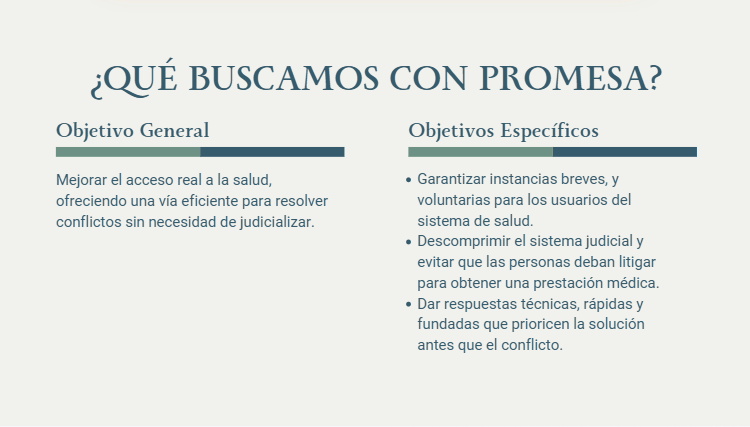 ¿QUÉ BUSCAMOS CON PROMESA?
Objetivo General
Mejorar el acceso real a la salud,
ofreciendo una vía eficiente para resolver
conflictos sin necesidad de judicializar.
Objetivos Específicos
• Garantizar instancias breves, y
voluntarias para los usuarios del
sistema de salud.
• Descomprimir el sistema judicial y
evitar que las personas deban litigar
para obtener una prestación médica.
• Dar respuestas técnicas, rápidas y
fundadas que prioricen la solución
antes que el conflicto.